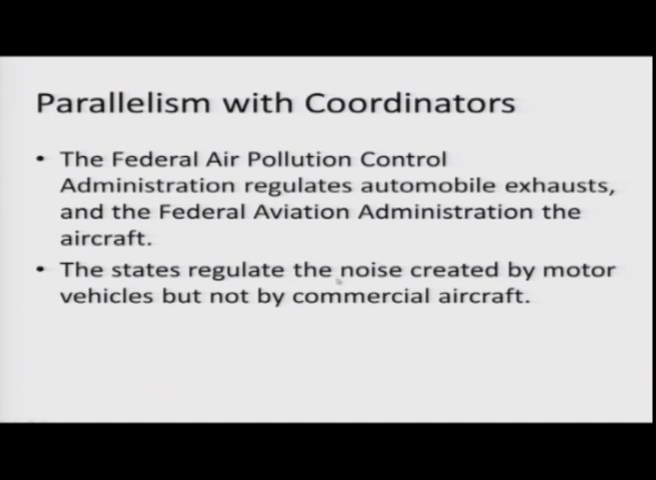 Parallelism with Coordinators
• The Federal Air Pollution Control
Administration regulates automobile exhausts,
and the Federal Aviation Administration the
aircraft.
• The states regulate the noise created by motor
vehicles but not by commercial aircraft.